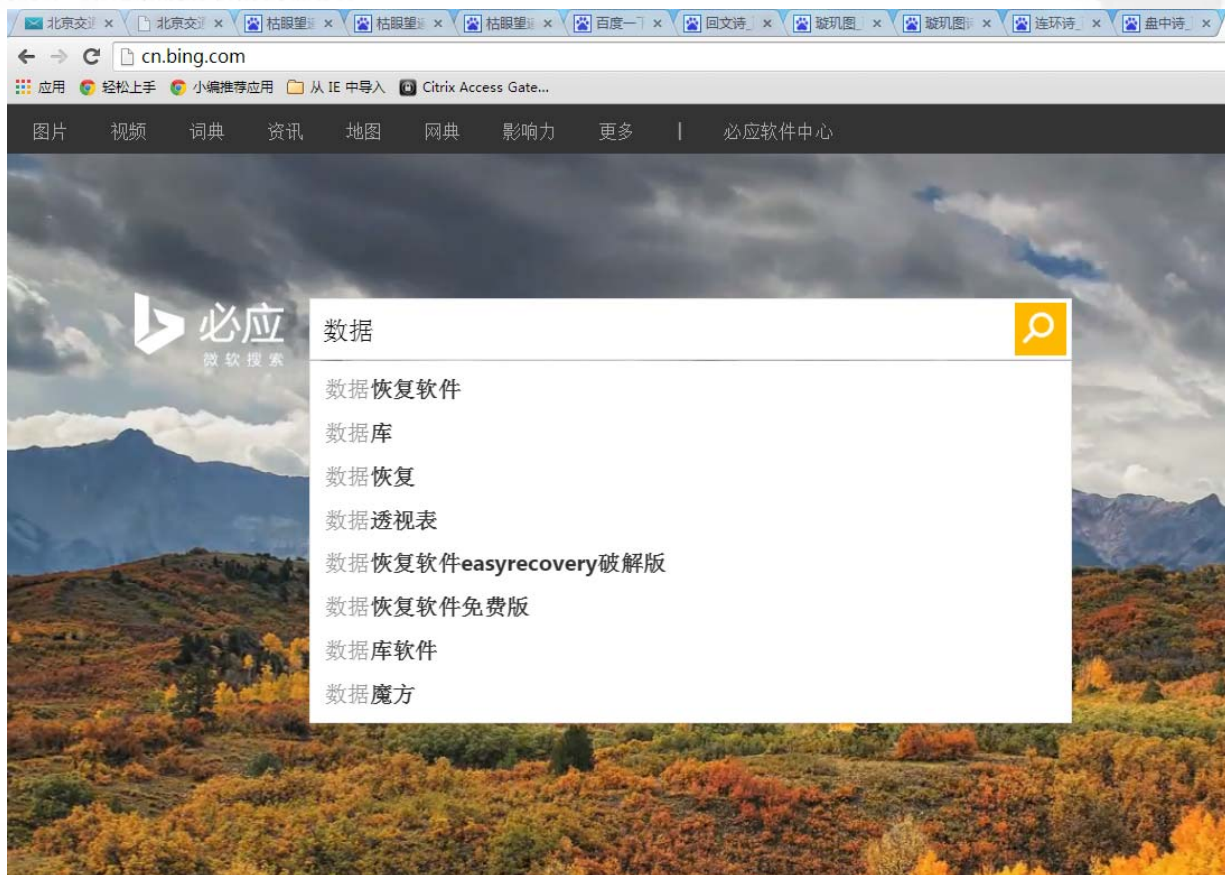 北京交 北京交 枯眼望 枯眼望 枯眼望 百度一下 回文诗_ 璇玑图_ 璇玑图 连环诗_ 盘中诗_
cn.bing.com
应用 轻松上手 小编推荐应用 从 IE 中导入 Citrix Access Gate...
图片 视频 词典 资讯 地图 网典 影响力 更多 | 必应软件中心
必应 数据
微软搜索
数据恢复软件
数据库
数据恢复
数据透视表
数据恢复软件easyrecovery破解版
数据恢复软件免费版
数据库软件
数据魔方